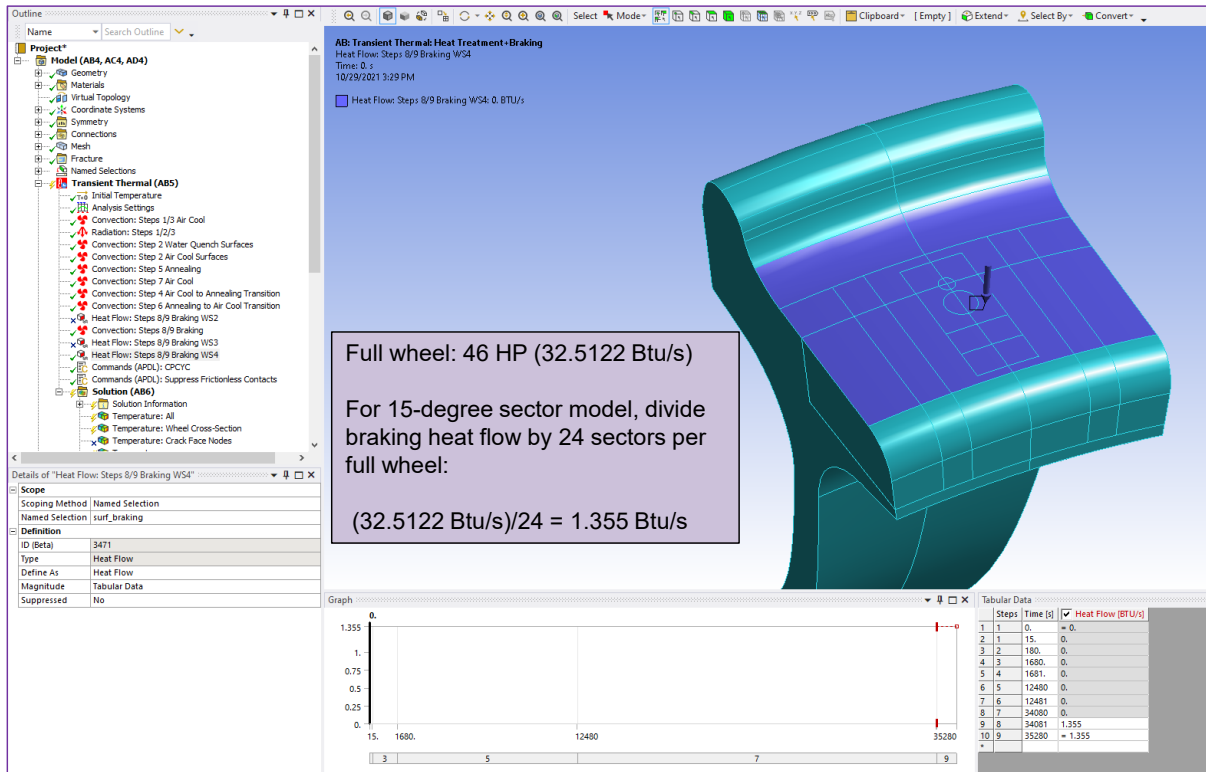 Outline
Name
Search Outline
Project*
Model (AB4, AC4, AD4)
Geometry
Materials
Virtual Topology
Coordinate Systems
Symmetry
Connections
Mesh
Fracture
Named Selections
Transient Thermal (AB5)
Initial Temperature
Analysis Settings
Convection: Steps 1/3 Air Cool
Radiation: Steps 1/2/3
Convection: Step 2 Water Quench Surfaces
Convection: Step 2 Air Cool Surfaces
Convection: Step 5 Annealing
Convection: Step 7 Air Cool
Convection: Step 4 Air Cool to Annealing Transition
Convection: Step 6 Annealing to Air Cool Transition
Heat Flow: Steps 8/9 Braking WS2
Convection: Steps 8/9 Braking
Heat Flow: Steps 8/9 Braking WS3
Heat Flow: Steps 8/9 Braking WS4
Commands (APDL): CPCYC
Commands (APDL): Suppress Frictionless Contacts
Solution (AB6)
Solution Information
Temperature: All
Temperature: Wheel Cross-Section
Temperature: Crack Face Nodes
Details of "Heat Flow: Steps 8/9 Braking WS4"
Scope
Scoping Method Named Selection
Named Selection surf_braking
Definition
ID (Beta) 3471
Type Heat Flow
Define As Heat Flow
Magnitude Tabular Data
Suppressed No
Select Mode Clipboard [ Empty ] Extend Select By Convert
AB: Transient Thermal: Heat Treatment+Braking
Heat Flow: Steps 8/9 Braking WS4
Time: 0. s
10/29/2021 3:29 PM
Heat Flow: Steps 8/9 Braking WS4: 0. BTU/s
Full wheel: 46 HP (32.5122 Btu/s)
For 15-degree sector model, divide
braking heat flow by 24 sectors per
full wheel:
(32.5122 Btu/s)/24 = 1.355 Btu/s
Graph
0.
1.355
1.
0.75
0.5
0.25
0.
15. 1680. 12480 35280
3 5 7 9
Tabular Data
Steps Time [s] Heat Flow [BTU/s]
1 1 0. = 0.
2 1 15. 0.
3 2 180. 0.
4 3 1680. 0.
5 4 1681. 0.
6 5 12480 0.
7 6 12481 0.
8 7 34080 0.
9 8 34081 1.355
10 9 35280 = 1.355
*